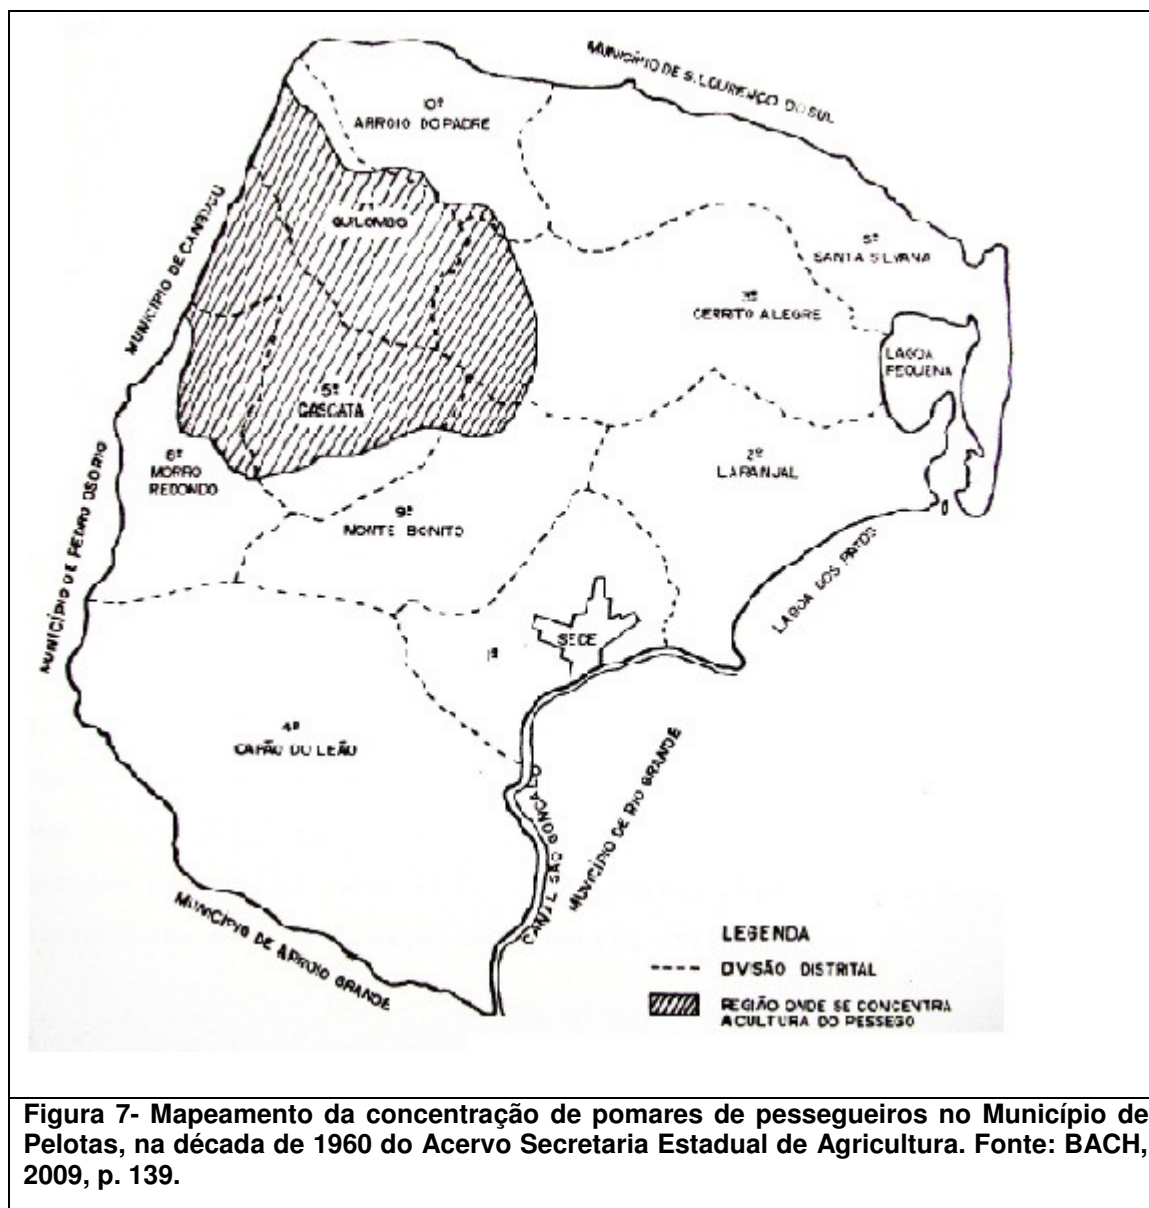 MUNICÍPIO DE S. LOURENÇO DO SUL
10º
ARROIO DO PADRE
MUNICÍPIO DE CANGUÇU
QUILOMBO
5º
SANTA SILVANA
3º
CERRITO ALEGRE
LAGOA
PEQUENA
5º
CASCATA
6º
MORRO
REDONDO
2º
LARANJAL
MUNICÍPIO DE PEDRO OSÓRIO
9º
MONTE BONITO
LAGOA DOS PATOS
SEDE
1º
4º
CAPÃO DO LEÃO
CANAL SÃO GONÇALO
MUNICÍPIO DE RIO GRANDE
MUNICÍPIO DE ARROIO GRANDE
LEGENDA
DIVISÃO DISTRITAL
REGIÃO ONDE SE CONCENTRA
A CULTURA DO PESSEGO
Figura 7- Mapeamento da concentração de pomares de pessegueiros no Município de
Pelotas, na década de 1960 do Acervo Secretaria Estadual de Agricultura. Fonte: BACH,
2009, p. 139.